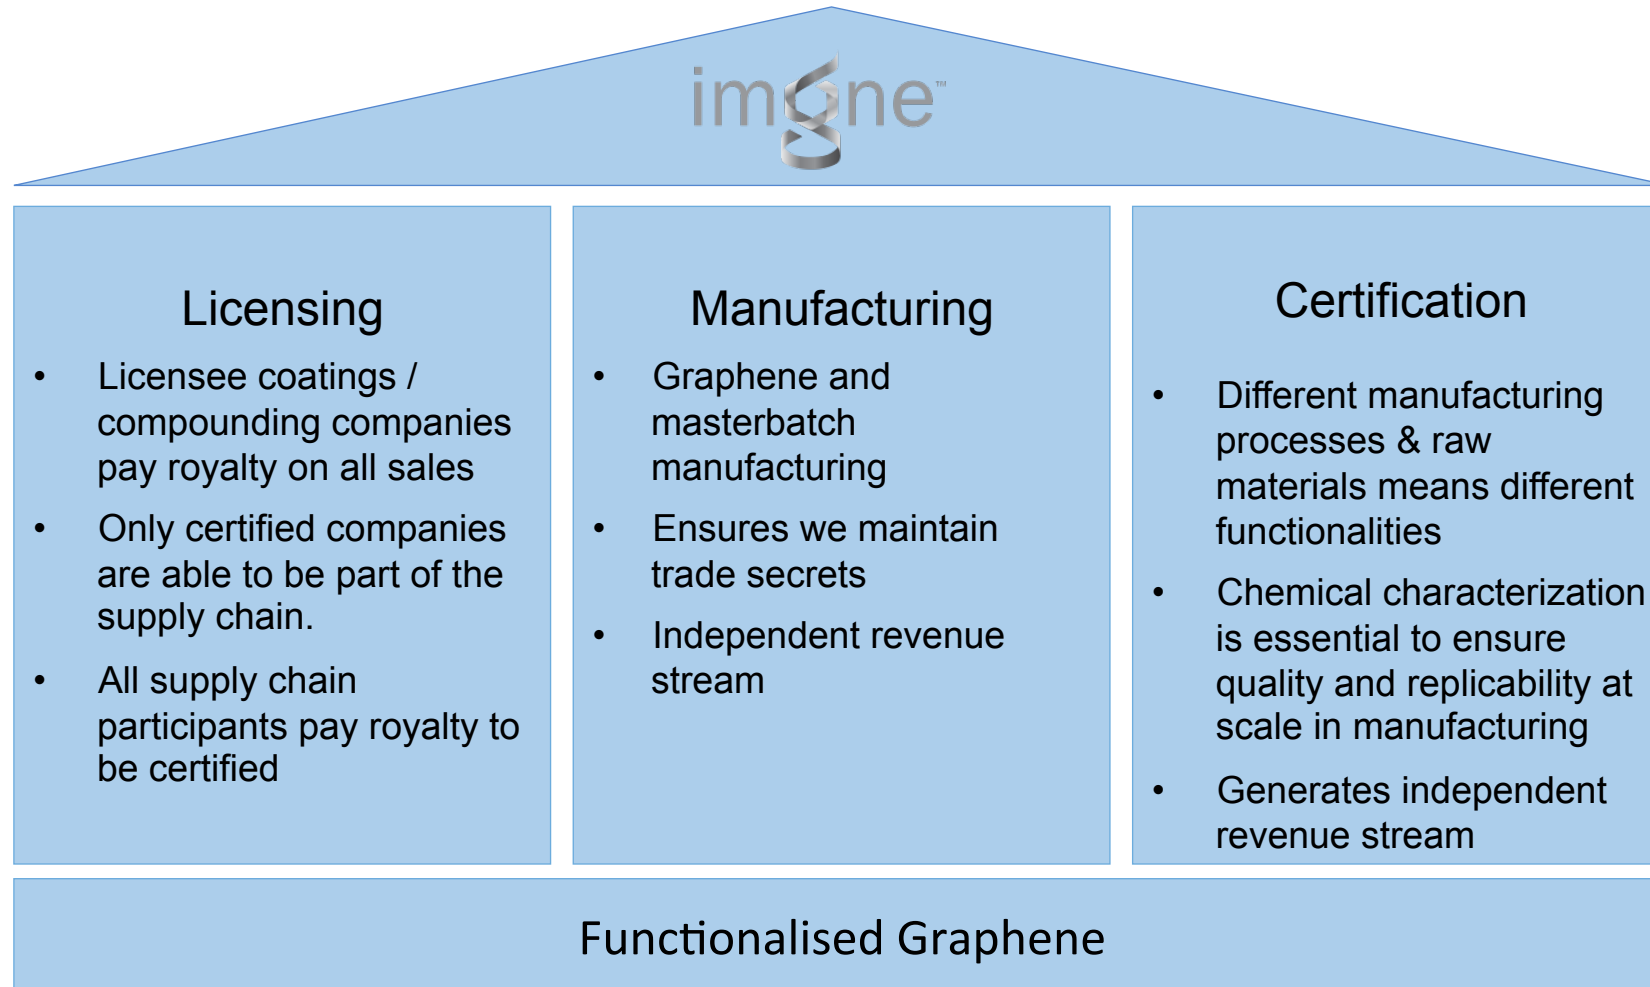 imgne™
Licensing
• Licensee coatings /
compounding companies
pay royalty on all sales
• Only certified companies
are able to be part of the
supply chain.
• All supply chain
participants pay royalty to
be certified
Manufacturing
• Graphene and
masterbatch
manufacturing
• Ensures we maintain
trade secrets
• Independent revenue
stream
Certification
• Different manufacturing
processes & raw
materials means different
functionalities
• Chemical characterization
is essential to ensure
quality and replicability at
scale in manufacturing
• Generates independent
revenue stream
Functionalised Graphene